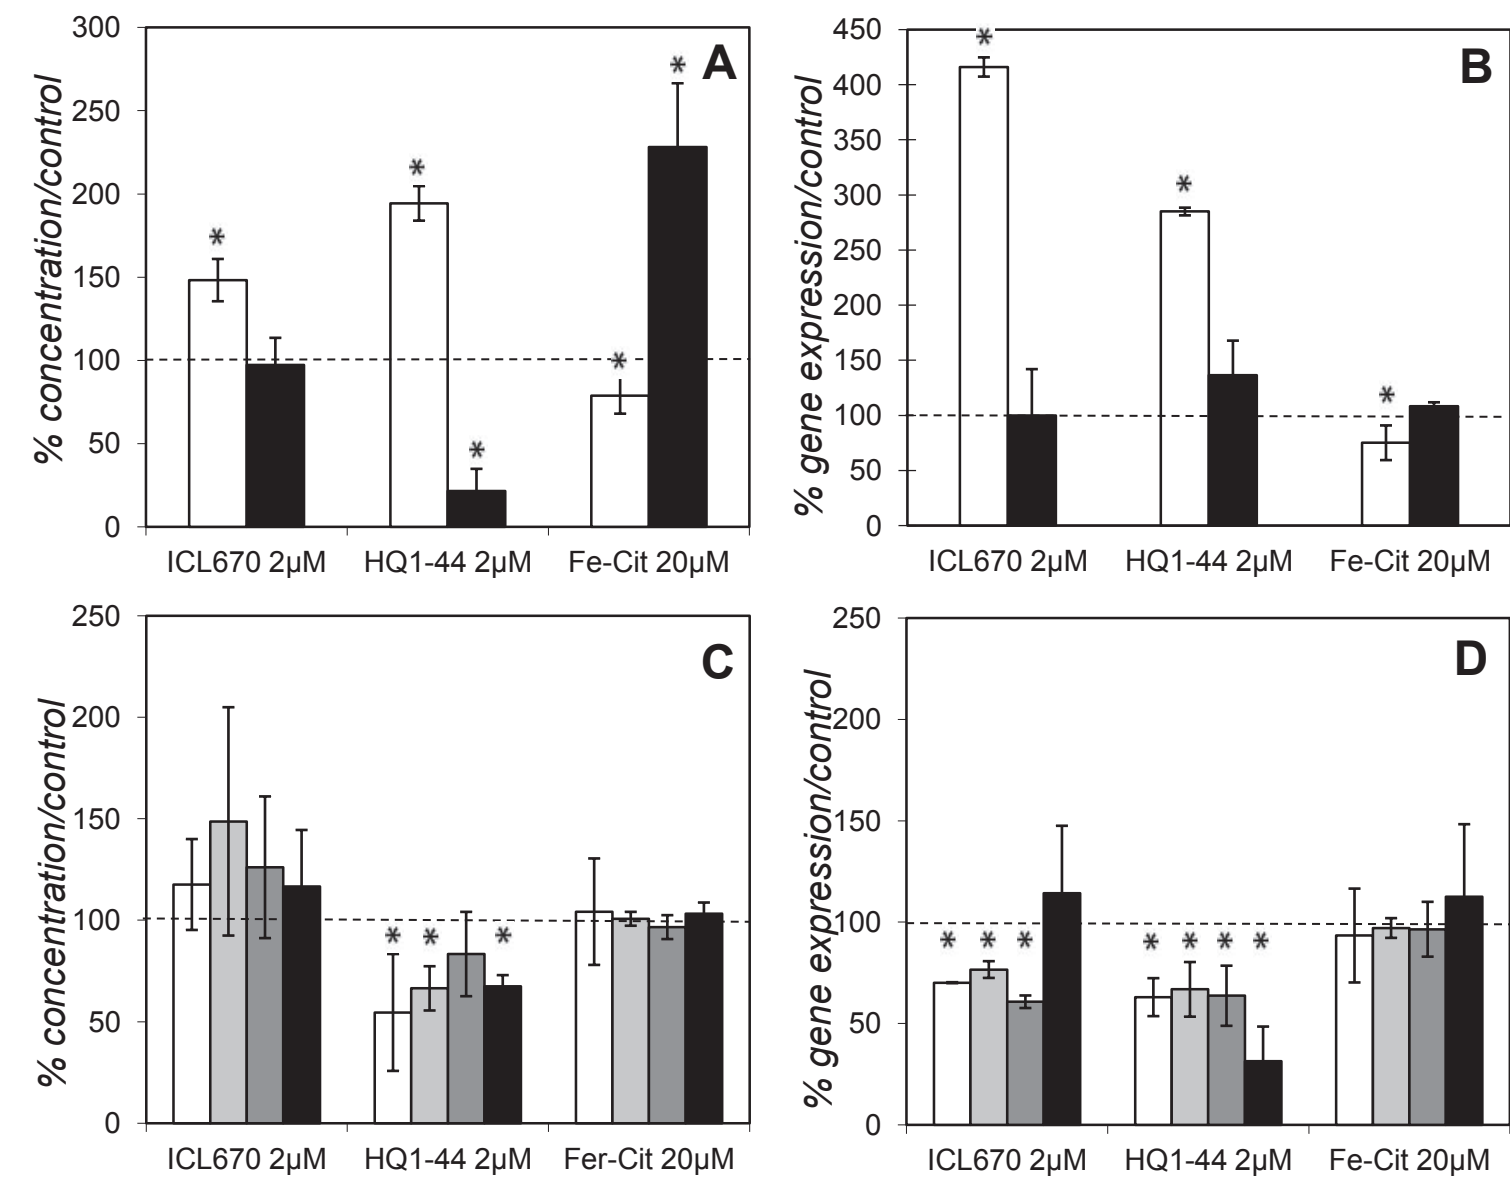 A
% concentration/control
300
250
200
150
100
50
0
*
*
*
*
*
ICL670 2µM HQ1-44 2µM Fe-Cit 20µM
B
% gene expression/control
450
400
350
300
250
200
150
100
50
0
*
*
*
ICL670 2µM HQ1-44 2µM Fe-Cit 20µM
C
% concentration/control
250
200
150
100
50
0
* * *
ICL670 2µM HQ1-44 2µM Fer-Cit 20µM
D
% gene expression/control
250
200
150
100
50
0
* * * * * * *
ICL670 2µM HQ1-44 2µM Fe-Cit 20µM